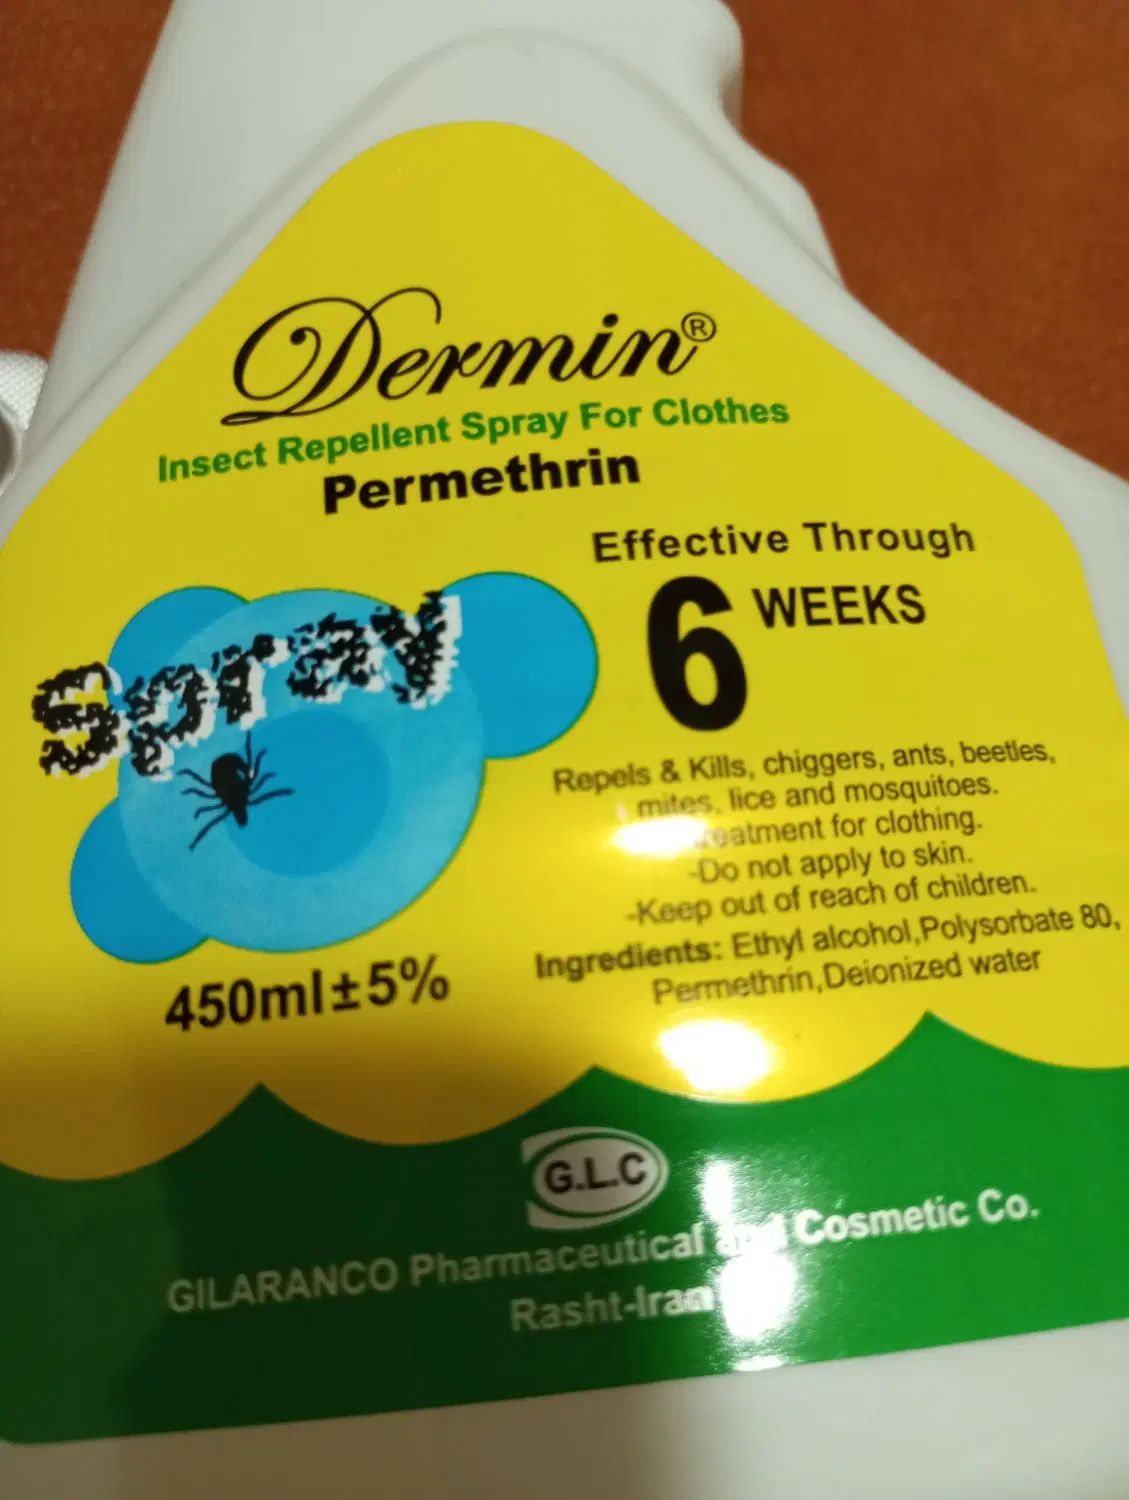 Dermin®
Insect Repellent Spray For Clothes
Permethrin
Effective Through
6 WEEKS
Spray
Repels & Kills, chiggers, ants, beetles,
mites, lice and mosquitoes.
for clothing.
-Do not apply to skin.
-Keep out of reach of children.
Ingredients: Ethyl alcohol,Polysorbate 80,
Permethrin,Deionized water
450ml±5%
G.L.C
GILARANCO Pharmaceutical and Cosmetic Co.
Rasht-Iran